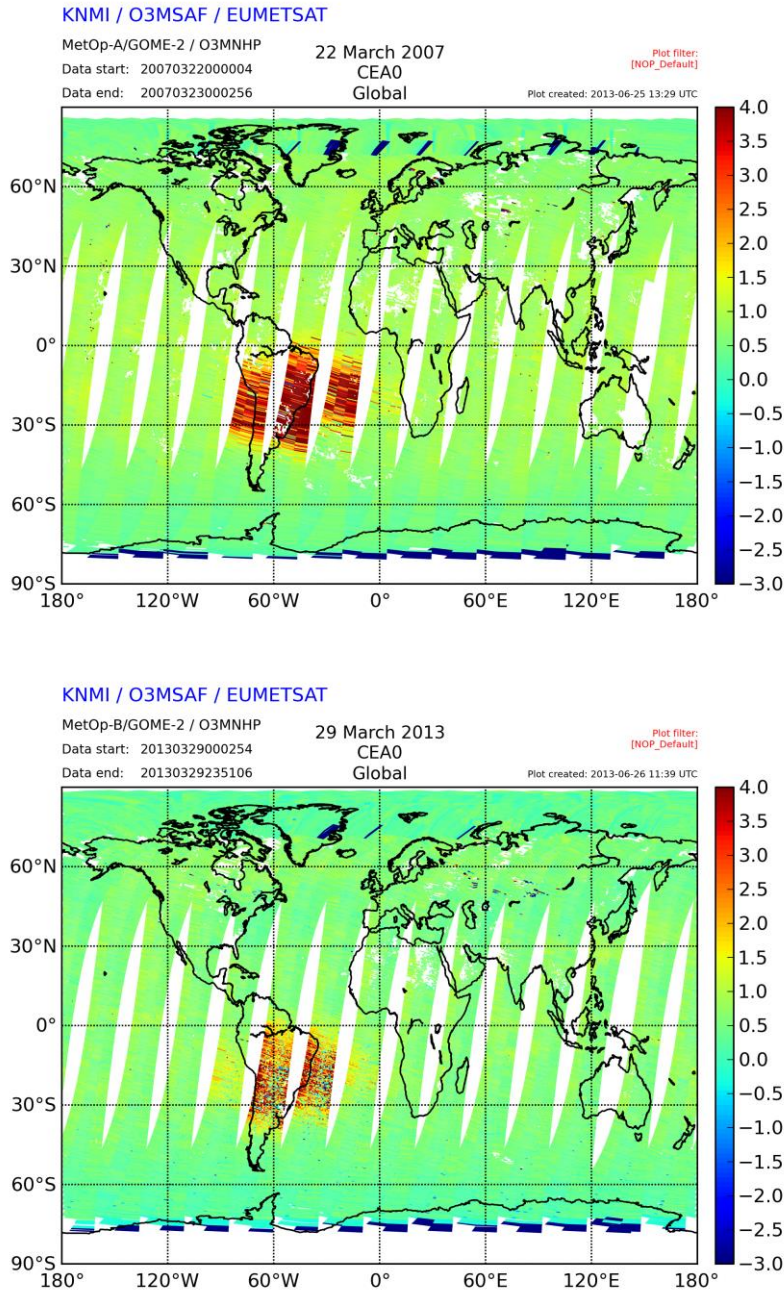 KNMI / O3MSAF / EUMETSAT
MetOp-A/GOME-2 / O3MNHP
Data start: 20070322000004
Data end: 20070323000256
22 March 2007
CEA0
Global
Plot filter:
[NOP_Default]
Plot created: 2013-06-25 13:29 UTC
60°N
30°N
0°
30°S
60°S
90°S
180° 120°W 60°W 0° 60°E 120°E 180°
4.0
3.5
3.0
2.5
2.0
1.5
1.0
0.5
0.0
−0.5
−1.0
−1.5
−2.0
−2.5
−3.0
KNMI / O3MSAF / EUMETSAT
MetOp-B/GOME-2 / O3MNHP
Data start: 20130329000254
Data end: 20130329235106
29 March 2013
CEA0
Global
Plot filter:
[NOP_Default]
Plot created: 2013-06-26 11:39 UTC
60°N
30°N
0°
30°S
60°S
90°S
180° 120°W 60°W 0° 60°E 120°E 180°
4.0
3.5
3.0
2.5
2.0
1.5
1.0
0.5
0.0
−0.5
−1.0
−1.5
−2.0
−2.5
−3.0